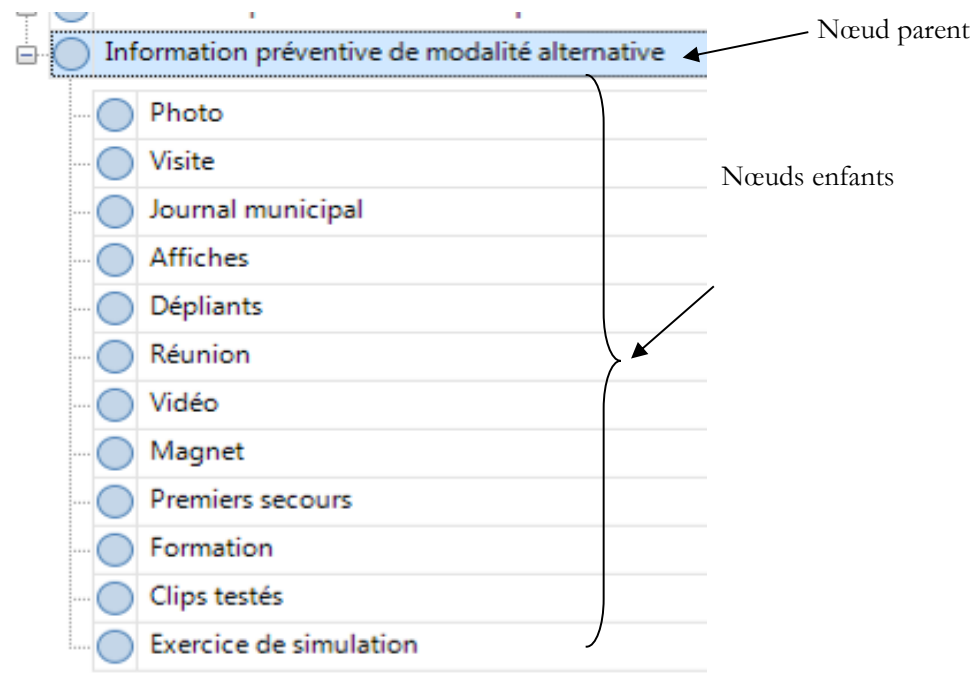 Nœud parent
Information préventive de modalité alternative
Photo
Visite
Nœuds enfants
Journal municipal
Affiches
Dépliants
Réunion
Vidéo
Magnet
Premiers secours
Formation
Clips testés
Exercice de simulation